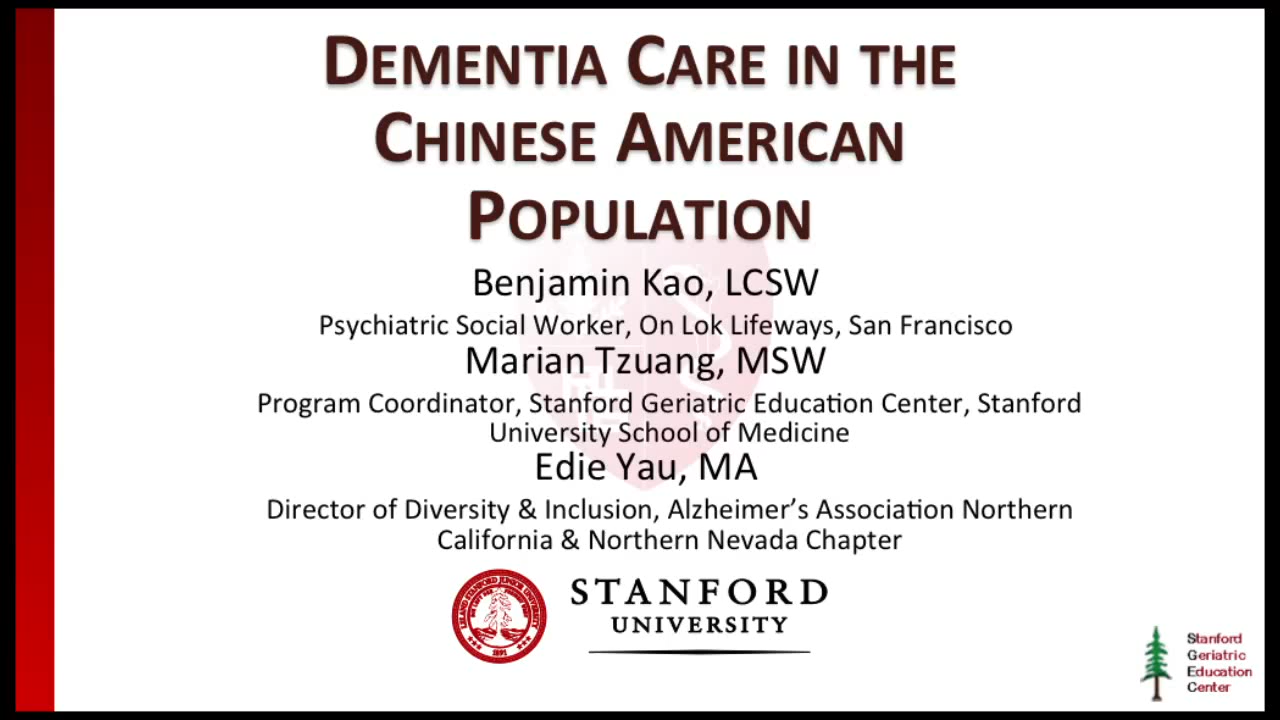 DEMENTIA CARE IN THE
CHINESE AMERICAN
POPULATION
Benjamin Kao, LCSW
Psychiatric Social Worker, On Lok Lifeways, San Francisco
Marian Tzuang, MSW
Program Coordinator, Stanford Geriatric Education Center, Stanford
University School of Medicine
Edie Yau, MA
Director of Diversity & Inclusion, Alzheimer's Association Northern
California & Northern Nevada Chapter
STANFORD
UNIVERSITY
1891
Stanford
Geriatric
Education
Center